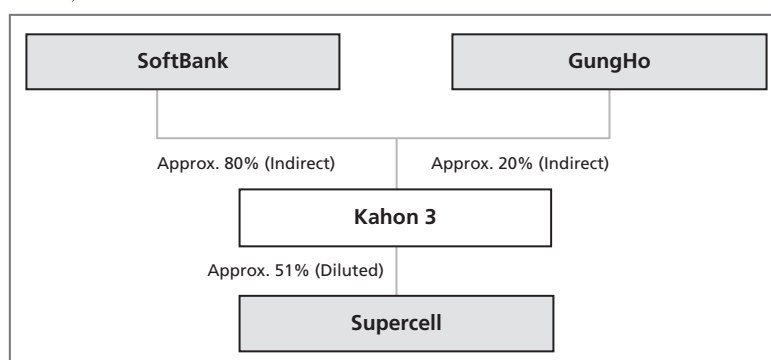 SoftBank
GungHo
Approx. 80% (Indirect)
Approx. 20% (Indirect)
Kahon 3
Approx. 51% (Diluted)
Supercell